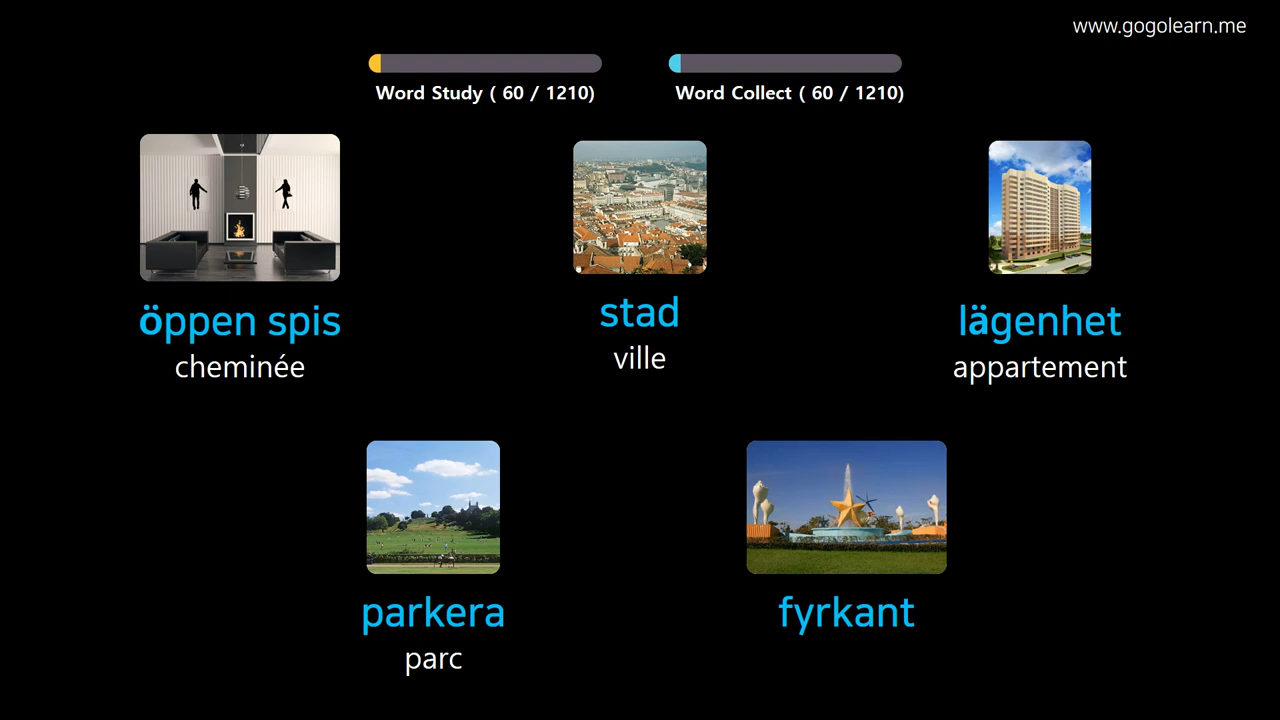 www.gogolearn.me
Word Study ( 60 / 1210)
Word Collect ( 60 / 1210)
öppen spis
cheminée
stad
ville
lägenhet
appartement
parkera
parc
fyrkant